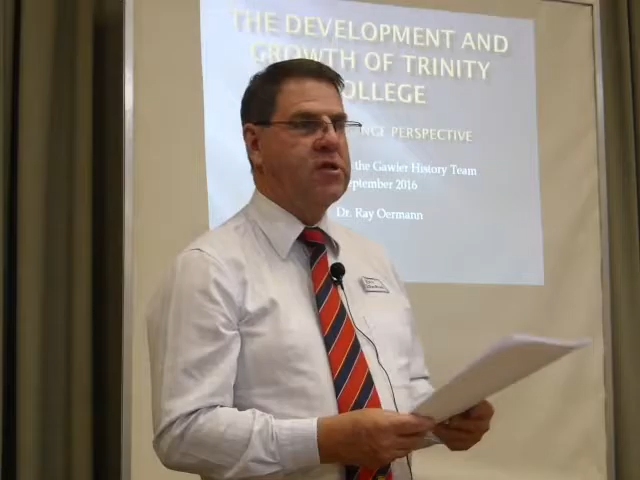 THE DEVELOPMENT AND
GROWTH OF TRINITY
COLLEGE
PERSPECTIVE
the Gawler History Team
September 2016
Dr. Ray Oermann